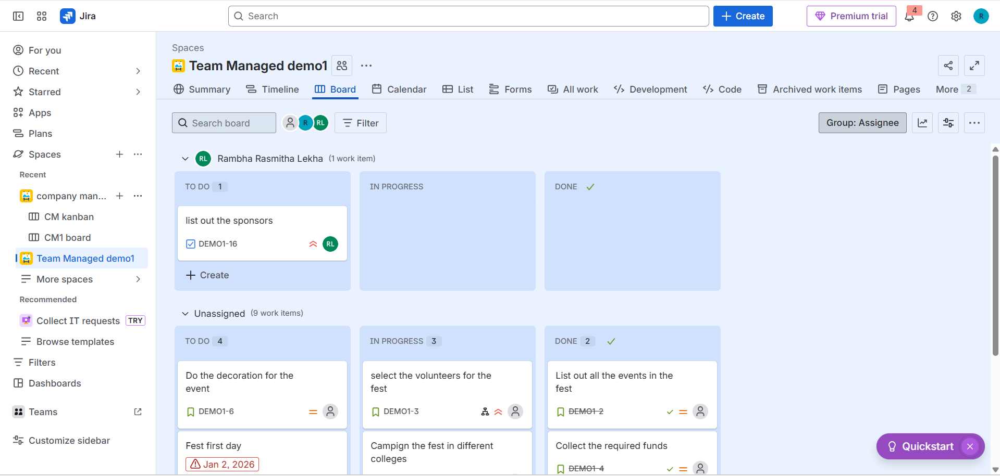 Jira
Search
Create
Premium trial
4
R
For you
Recent
Starred
Apps
Plans
Spaces
Recent
company man...
CM kanban
CM1 board
Team Managed demo1
More spaces
Recommended
Collect IT requests TRY
Browse templates
Filters
Dashboards
Teams
Customize sidebar
Spaces
Team Managed demo1
Summary Timeline Board Calendar List Forms All work Development Code Archived work items Pages More 2
Search board R RL Filter Group: Assignee
RL Rambha Rasmitha Lekha (1 work item)
TO DO 1 IN PROGRESS DONE
list out the sponsors
DEMO1-16 RL
Create
Unassigned (9 work items)
TO DO 4 IN PROGRESS 3 DONE 2
Do the decoration for the
event
DEMO1-6
Fest first day
Jan 2, 2026
select the volunteers for the
fest
DEMO1-3
Campign the fest in different
colleges
List out all the events in the
fest
DEMO1-2
Collect the required funds
DEMO1-4
Quickstart